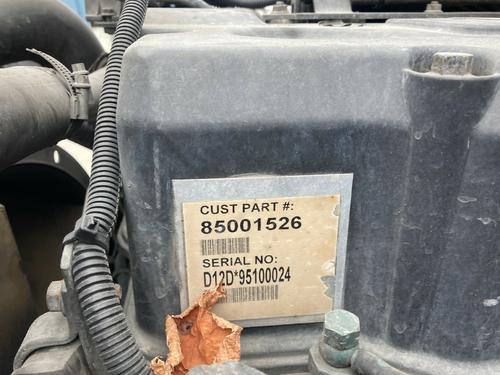 CUST PART #:
85001526
SERIAL NO:
D12D*95100024